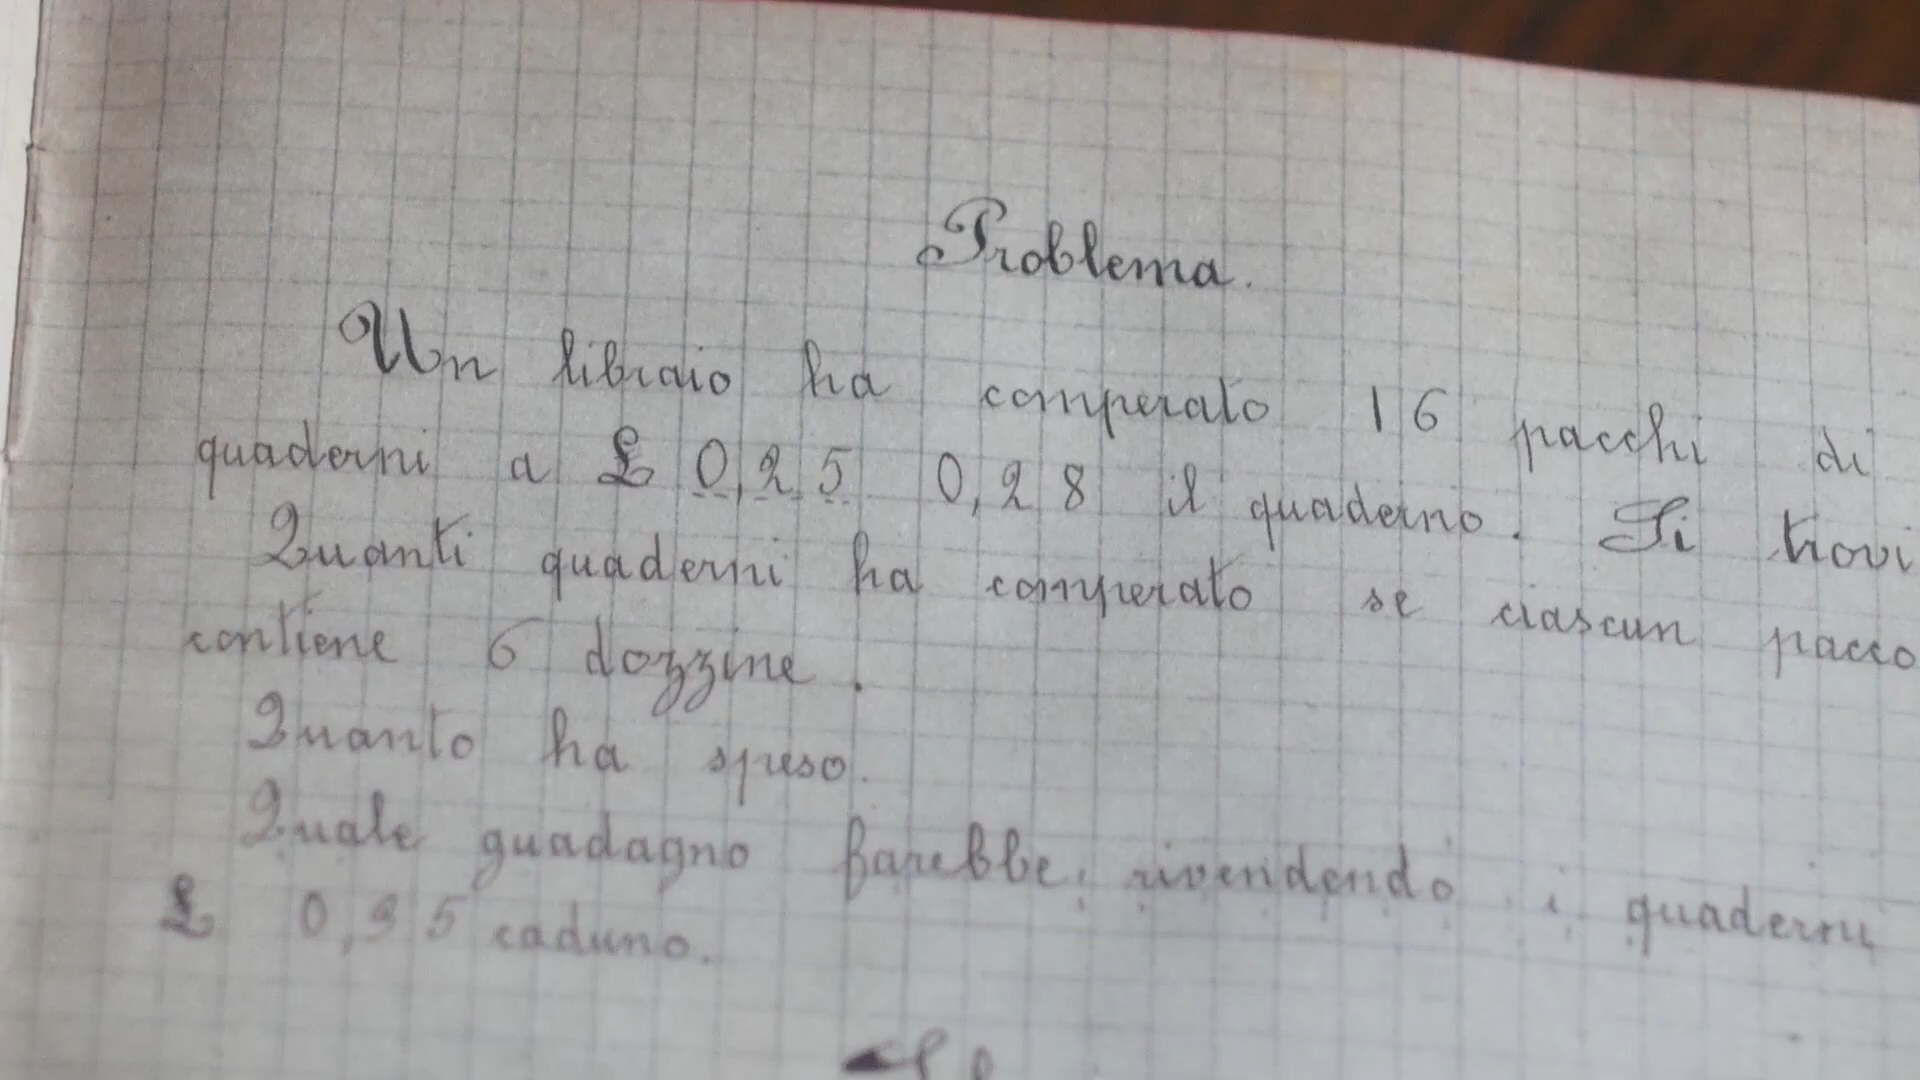 Problema.
Un libraio ha comperato 16 pacchi di
quaderni a £ 0,25 0,28 il quaderno. Si trovi
Quanti quaderni ha comperato se ciascun pacco
contiene 6 dozzine.
Quanto ha speso.
Quale guadagno farebbe, rivendendo i quaderni
£ 0,35 caduno.